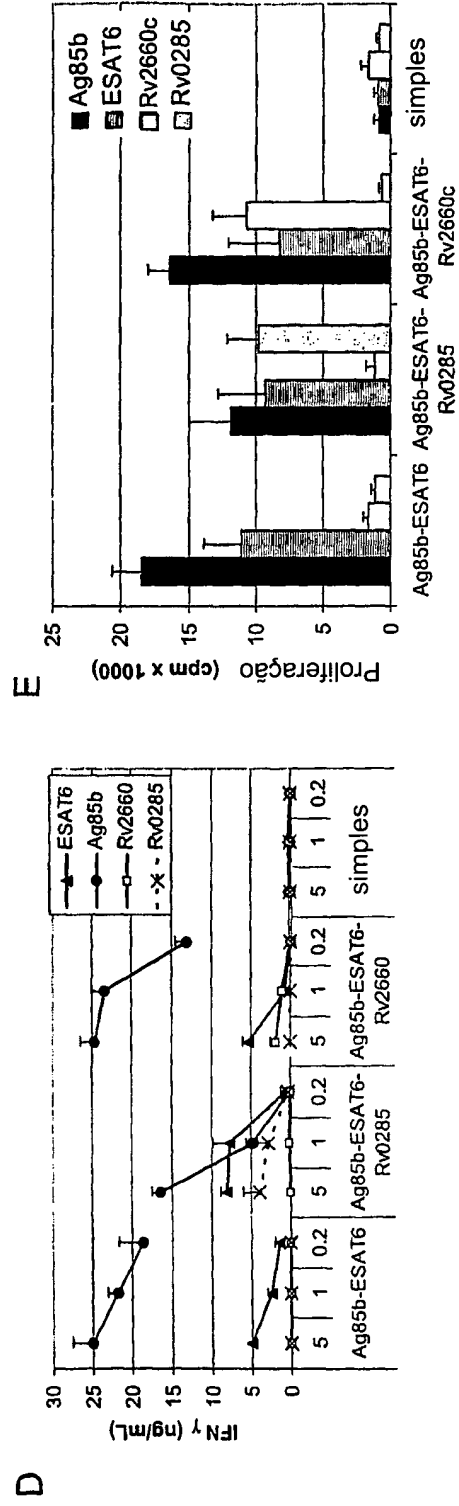 D
IFN γ (ng/mL)
30
25
20
15
10
5
0
ESAT6
Ag85b
Rv2660
Rv0285
5 1 0.2 5 1 0.2 5 1 0.2 5 1 0.2
Ag85b-ESAT6 Ag85b-ESAT6- Ag85b-ESAT6- simples
Rv0285 Rv2660
E
Proliferação
(cpm x 1000)
25
20
15
10
5
0
Ag85b
ESAT6
Rv2660c
Rv0285
Ag85b-ESAT6 Ag85b-ESAT6- Ag85b-ESAT6- simples
Rv0285 Rv2660c